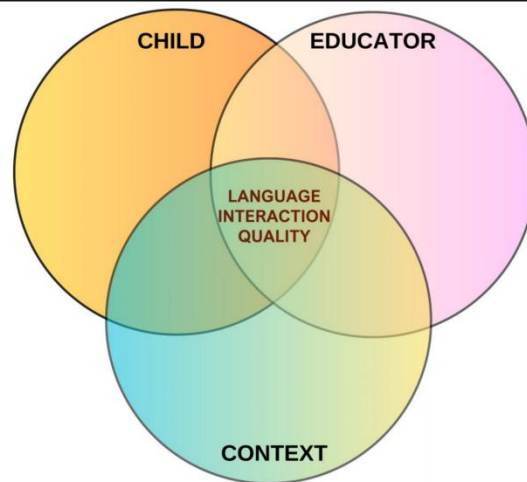 CHILD
EDUCATOR
LANGUAGE
INTERACTION
QUALITY
CONTEXT